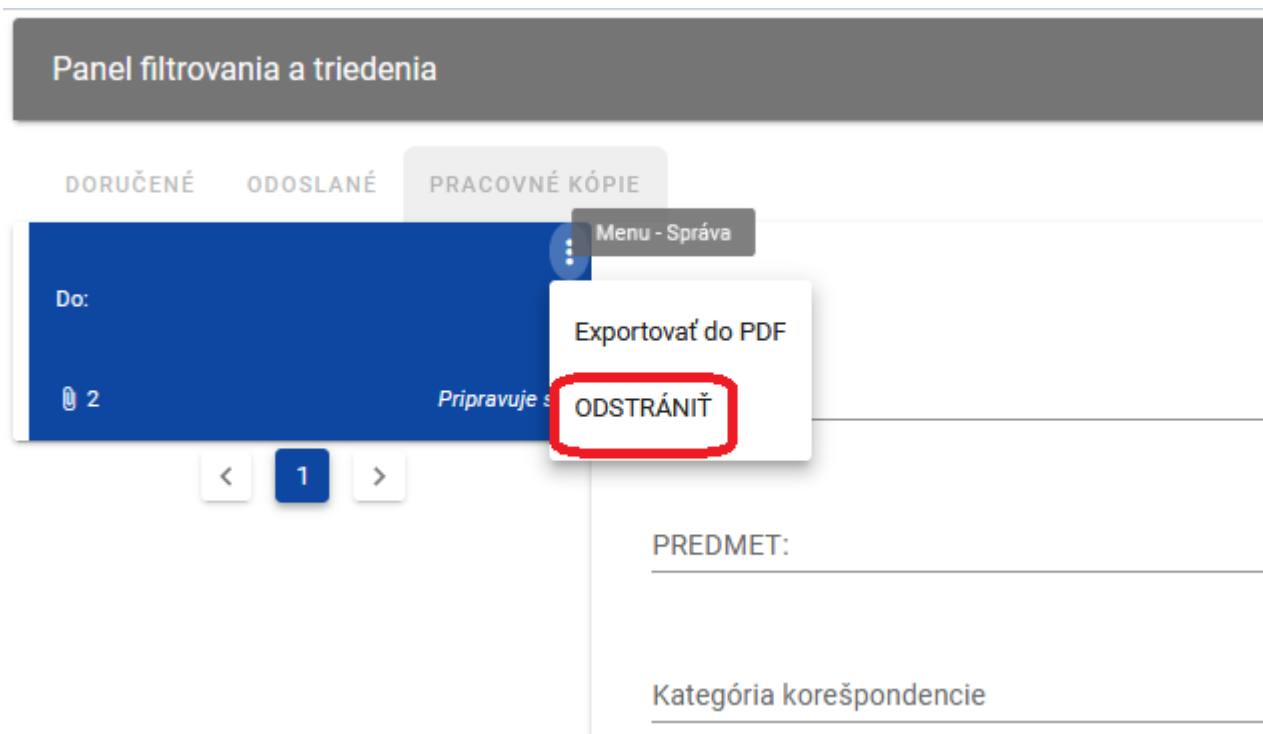 Panel filtrovania a triedenia
DORUČENÉ ODOSLANÉ PRACOVNÉ KÓPIE
Menu - Správa
Do:
Exportovať do PDF
2 Pripravuje
ODSTRÁNIŤ
1
PREDMET:
Kategória korešpondencie